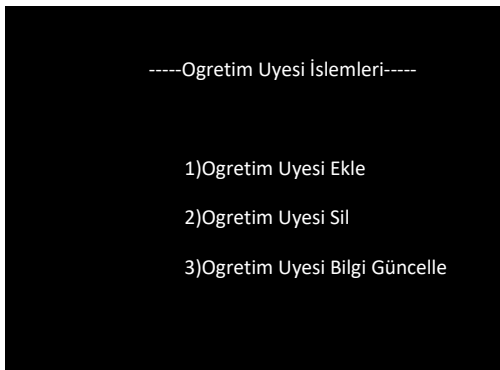 -----Ogretim Uyesi İslemleri-----
1)Ogretim Uyesi Ekle
2)Ogretim Uyesi Sil
3)Ogretim Uyesi Bilgi Güncelle